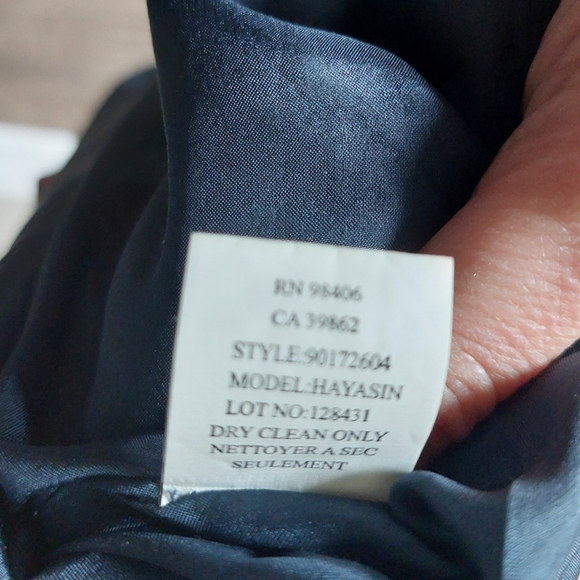 RN 98406
CA 39862
STYLE:90172604
MODEL:HAYASIN
LOT NO:128431
DRY CLEAN ONLY
NETTOYER A SEC
SEULEMENT